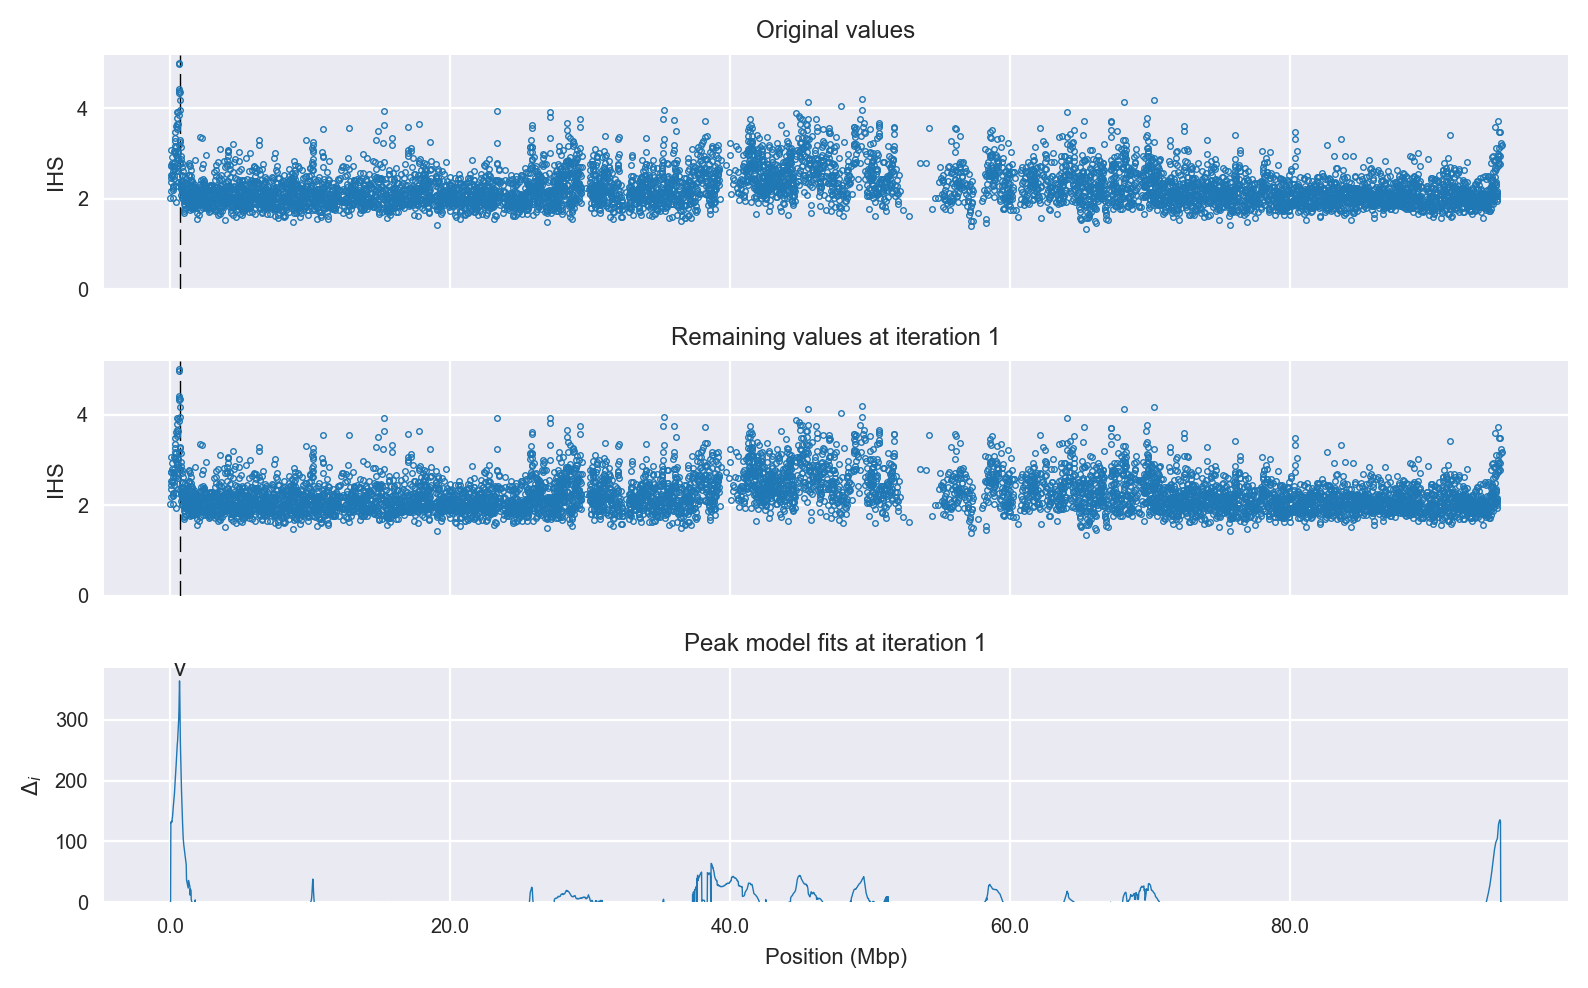 Original values
4
2
0
IHS
Remaining values at iteration 1
4
2
0
IHS
Peak model fits at iteration 1
v
300
200
100
0
Δi
0.0 20.0 40.0 60.0 80.0
Position (Mbp)